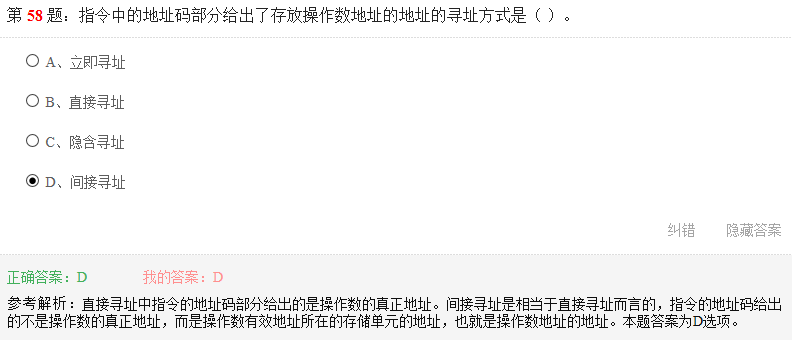 第 58 题：指令中的地址码部分给出了存放操作数地址的地址的寻址方式是（ ）。
A、立即寻址
B、直接寻址
C、隐含寻址
D、间接寻址
纠错 隐藏答案
正确答案：D 我的答案：D
参考解析：直接寻址中指令的地址码部分给出的是操作数的真正地址。间接寻址是相当于直接寻址而言的，指令的地址码给出
的不是操作数的真正地址，而是操作数有效地址所在的存储单元的地址，也就是操作数地址的地址。本题答案为D选项。